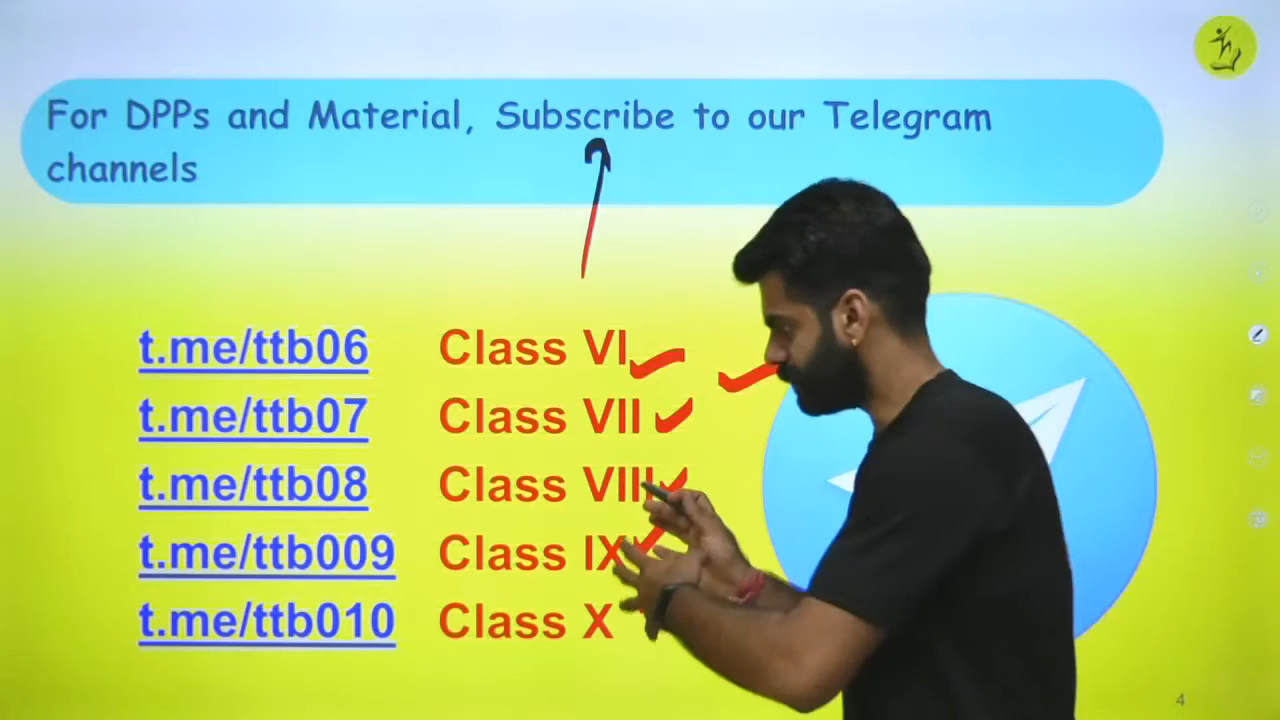 For DPPs and Material, Subscribe to our Telegram
channels
t.me/ttb06 Class VI
t.me/ttb07 Class VII
t.me/ttb08 Class VIII
t.me/ttb009 Class IX
t.me/ttb010 Class X
4